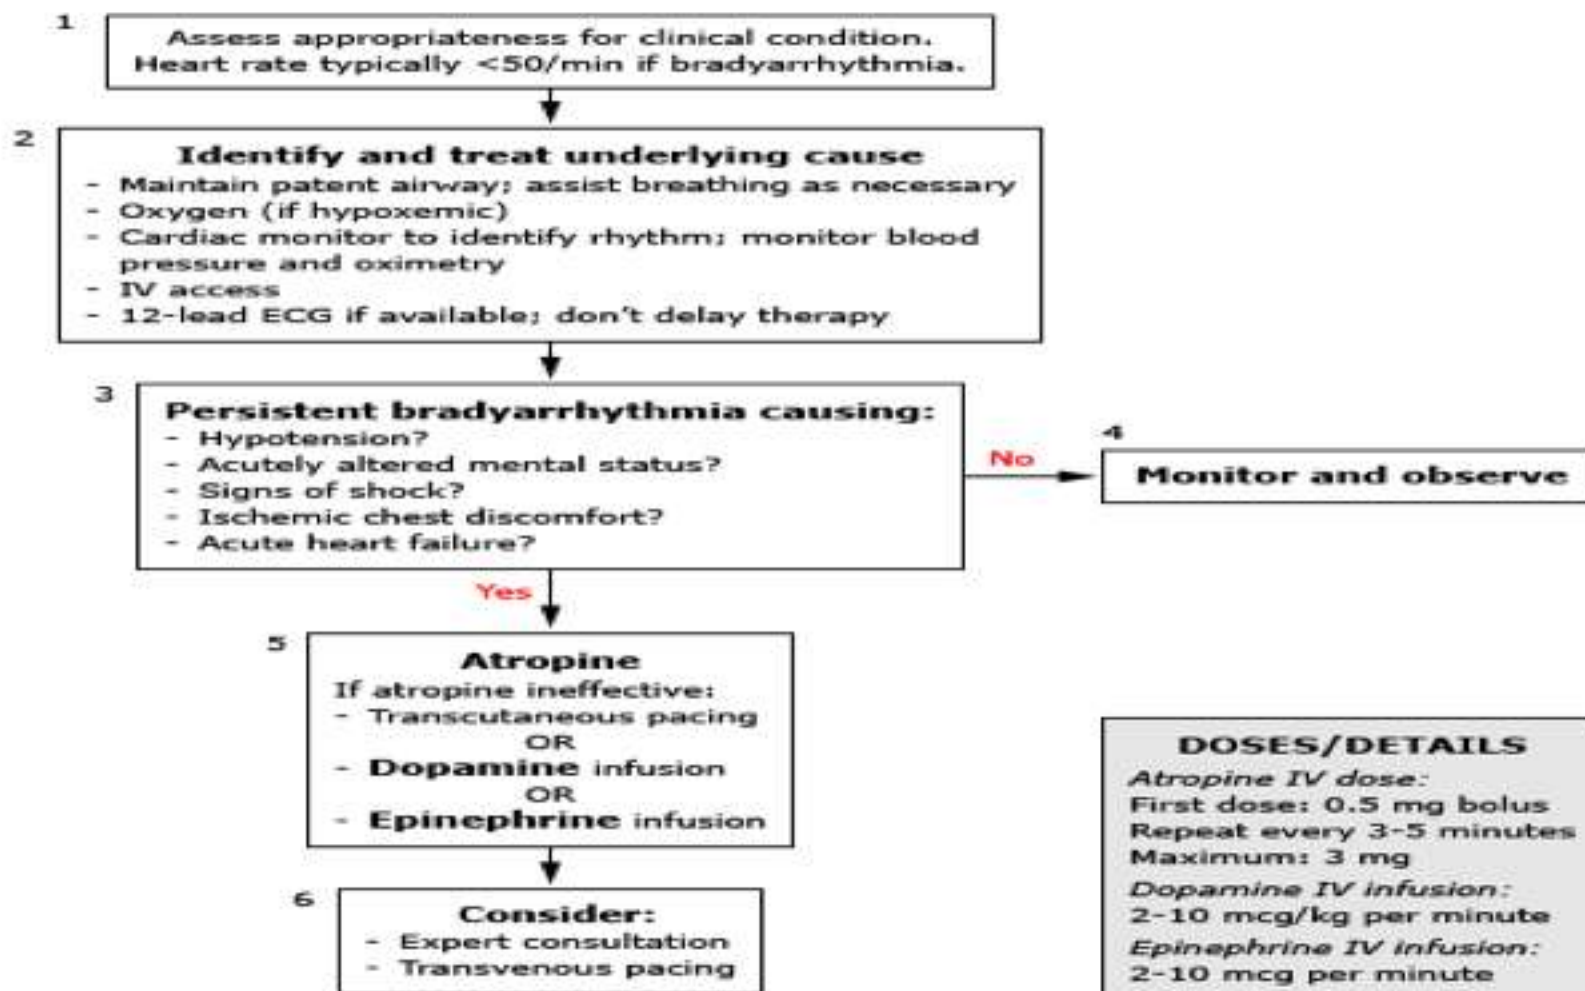 1
Assess appropriateness for clinical condition.
Heart rate typically <50/min if bradyarrhythmia.
2
Identify and treat underlying cause
- Maintain patent airway; assist breathing as necessary
- Oxygen (if hypoxemic)
- Cardiac monitor to identify rhythm; monitor blood
pressure and oximetry
- IV access
- 12-lead ECG if available; don't delay therapy
3
Persistent bradyarrhythmia causing:
- Hypotension?
- Acutely altered mental status?
- Signs of shock?
- Ischemic chest discomfort?
- Acute heart failure?
No
4
Monitor and observe
Yes
5
Atropine
If atropine ineffective:
- Transcutaneous pacing
OR
- Dopamine infusion
OR
- Epinephrine infusion
6
Consider:
- Expert consultation
- Transvenous pacing
DOSES/DETAILS
Atropine IV dose:
First dose: 0.5 mg bolus
Repeat every 3-5 minutes
Maximum: 3 mg
Dopamine IV infusion:
2-10 mcg/kg per minute
Epinephrine IV infusion:
2-10 mcg per minute